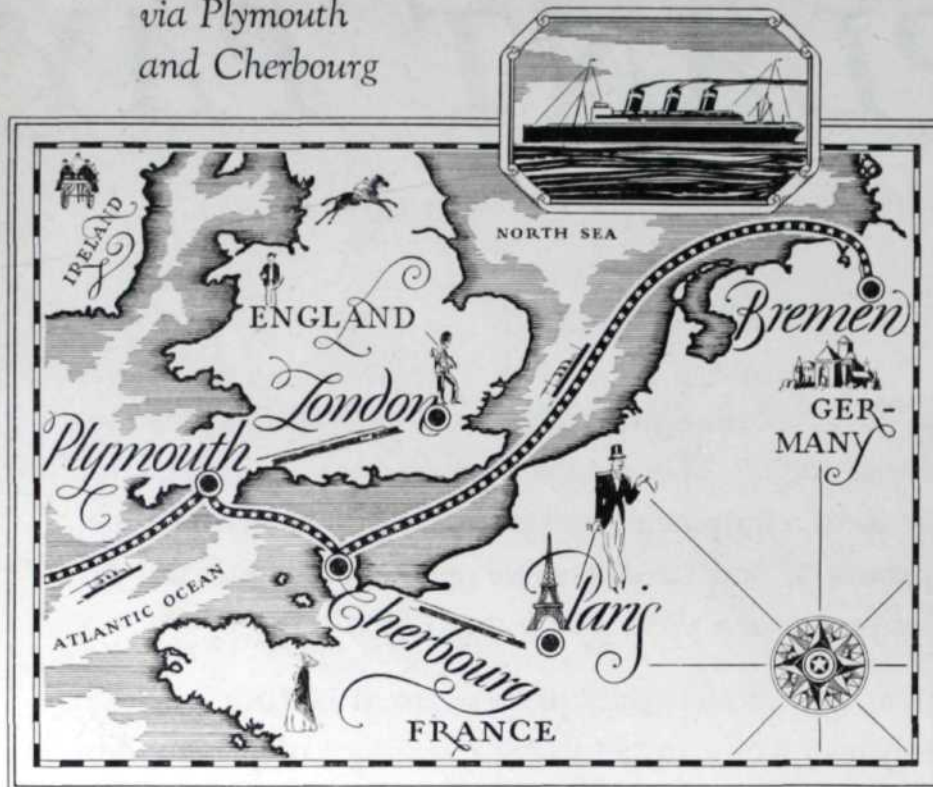 via Plymouth
and Cherbourg
IRELAND
NORTH SEA
ENGLAND
Bremen
London
GER-
MANY
Plymouth
ATLANTIC OCEAN
Paris
Cherbourg
FRANCE